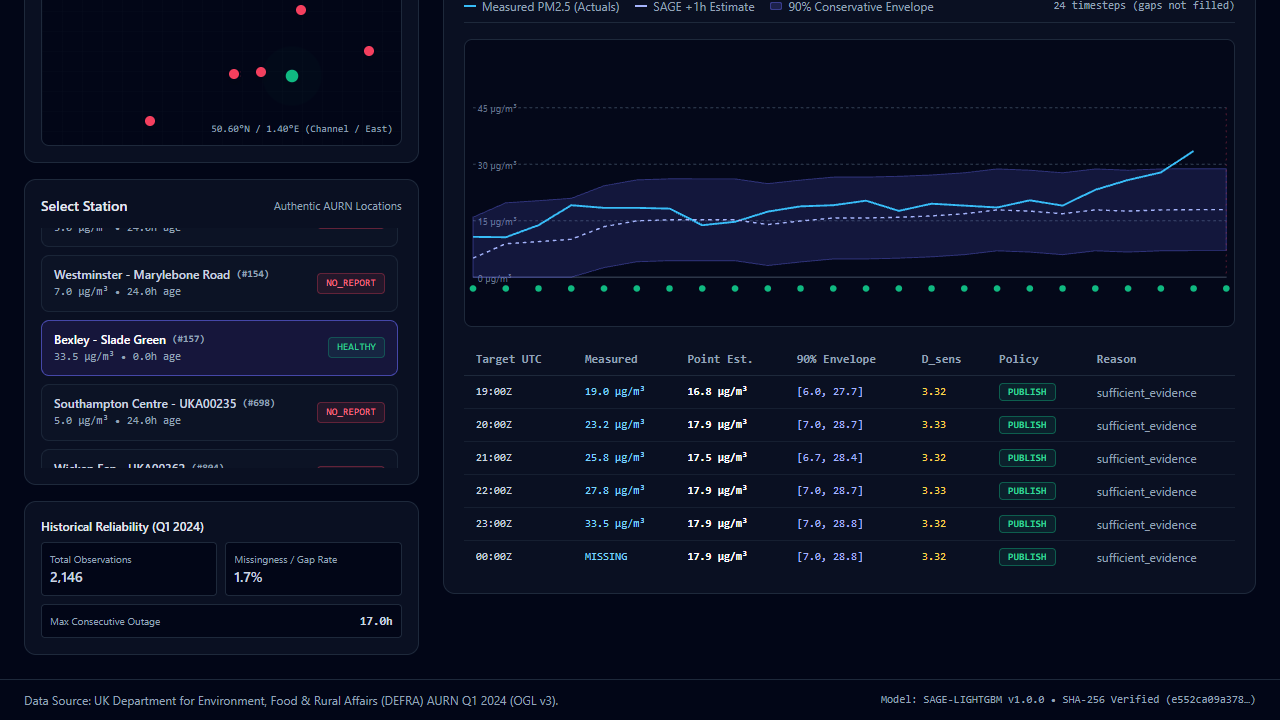 Measured PM2.5 (Actuals) SAGE +1h Estimate 90% Conservative Envelope 24 timesteps (gaps not filled)
50.60°N / 1.40°E (Channel / East)
Select Station Authentic AURN Locations
5.0 µg/m³ • 24.0h age
Westminster - Marylebone Road (#154)
7.0 µg/m³ • 24.0h age
NO_REPORT
Bexley - Slade Green (#157)
33.5 µg/m³ • 0.0h age
HEALTHY
Southampton Centre - UKA00235 (#698)
5.0 µg/m³ • 24.0h age
NO_REPORT
Wicken Fen - UKA00362 (#804)
Historical Reliability (Q1 2024)
Total Observations
2,146
Missingness / Gap Rate
1.7%
Max Consecutive Outage 17.0h
45 µg/m³
30 µg/m³
15 µg/m³
0 µg/m³
Target UTC Measured Point Est. 90% Envelope D_sens Policy Reason
19:00Z 19.0 µg/m³ 16.8 µg/m³ [6.0, 27.7] 3.32 PUBLISH sufficient_evidence
20:00Z 23.2 µg/m³ 17.9 µg/m³ [7.0, 28.7] 3.33 PUBLISH sufficient_evidence
21:00Z 25.8 µg/m³ 17.5 µg/m³ [6.7, 28.4] 3.32 PUBLISH sufficient_evidence
22:00Z 27.8 µg/m³ 17.9 µg/m³ [7.0, 28.7] 3.33 PUBLISH sufficient_evidence
23:00Z 33.5 µg/m³ 17.9 µg/m³ [7.0, 28.8] 3.32 PUBLISH sufficient_evidence
00:00Z MISSING 17.9 µg/m³ [7.0, 28.8] 3.32 PUBLISH sufficient_evidence
Data Source: UK Department for Environment, Food & Rural Affairs (DEFRA) AURN Q1 2024 (OGL v3).
Model: SAGE-LIGHTGBM v1.0.0 • SHA-256 Verified (e552ca09a378…)